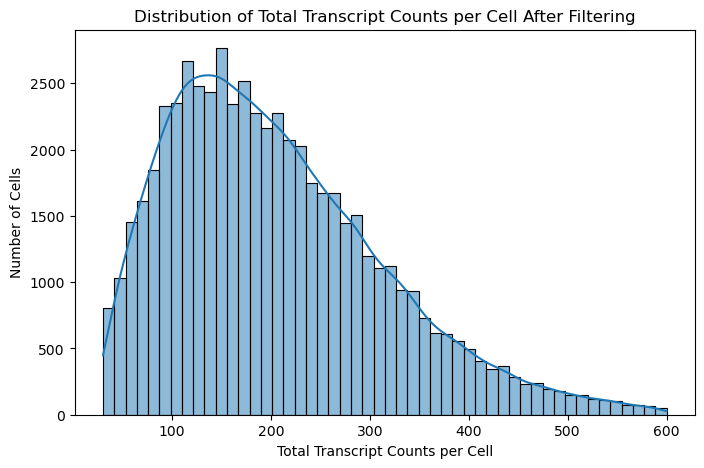 Distribution of Total Transcript Counts per Cell After Filtering
Number of Cells
2500
2000
1500
1000
500
0
100 200 300 400 500 600
Total Transcript Counts per Cell